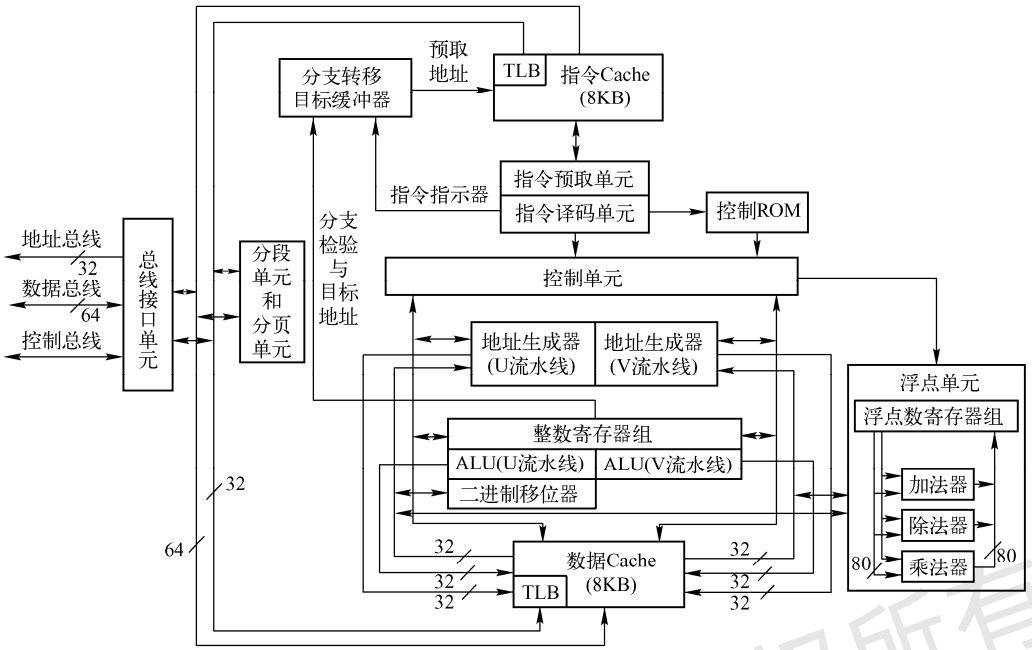 预取
地址
TLB
指令Cache
(8KB)
分支转移
目标缓冲器
指令预取单元
指令指示器
指令译码单元
控制ROM
分支
检验
与
目标
地址
地址总线
32
数据总线
64
控制总线
总线接口单元
分段
单元
和
分页
单元
控制单元
地址生成器
(U流水线)
地址生成器
(V流水线)
浮点单元
浮点数寄存器组
整数寄存器组
ALU(U流水线)
ALU(V流水线)
二进制移位器
加法器
除法器
乘法器
80
80
32
64
32
32
32
数据Cache
(8KB)
TLB
32
32
32
所有